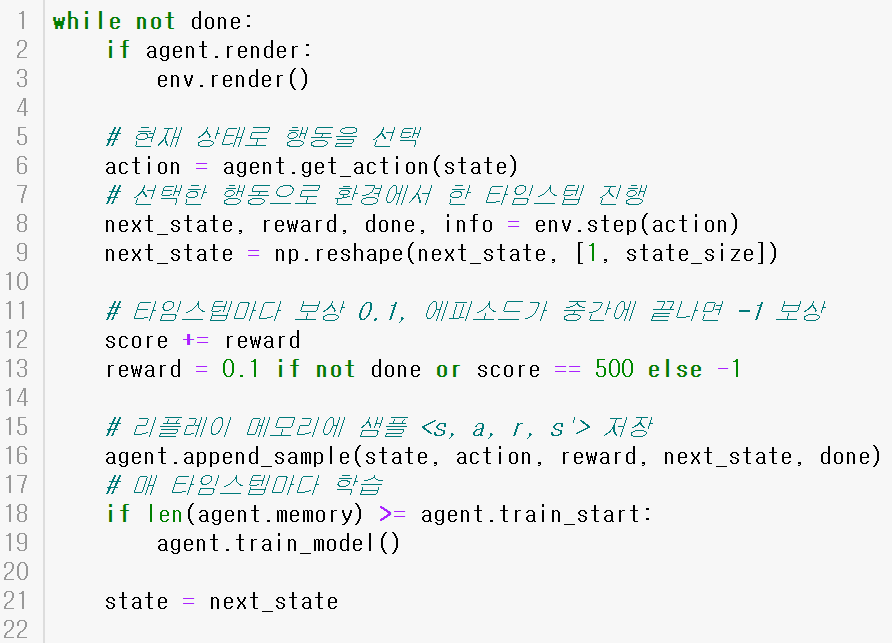 1 while not done:
2     if agent.render:
3         env.render()
4
5     # 현재 상태로 행동을 선택
6     action = agent.get_action(state)
7     # 선택한 행동으로 환경에서 한 타임스텝 진행
8     next_state, reward, done, info = env.step(action)
9     next_state = np.reshape(next_state, [1, state_size])
10
11     # 타임스텝마다 보상 0.1, 에피소드가 중간에 끝나면 -1 보상
12     score += reward
13     reward = 0.1 if not done or score == 500 else -1
14
15     # 리플레이 메모리에 샘플 <s, a, r, s'> 저장
16     agent.append_sample(state, action, reward, next_state, done)
17     # 매 타임스텝마다 학습
18     if len(agent.memory) >= agent.train_start:
19         agent.train_model()
20
21     state = next_state
22